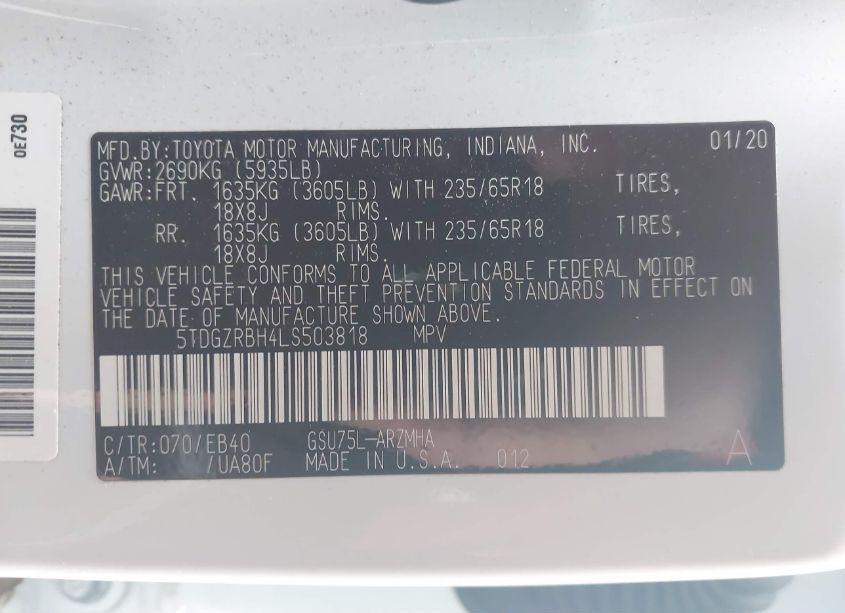 OE730
MFD.BY:TOYOTA MOTOR MANUFACTURING, INDIANA, INC. 01/20
GVWR:2690KG (5935LB)
GAWR:FRT. 1635KG (3605LB) WITH 235/65R18 TIRES,
18X8J RIMS.
RR. 1635KG (3605LB) WITH 235/65R18 TIRES,
18X8J RIMS.
THIS VEHICLE CONFORMS TO ALL APPLICABLE FEDERAL MOTOR
VEHICLE SAFETY AND THEFT PREVENTION STANDARDS IN EFFECT ON
THE DATE OF MANUFACTURE SHOWN ABOVE.
5TDGZRBH4LS503818 MPV
C/TR:070/EB40 GSU75L-ARZMHA
A/TM: /UA80F MADE IN U.S.A. 012 A